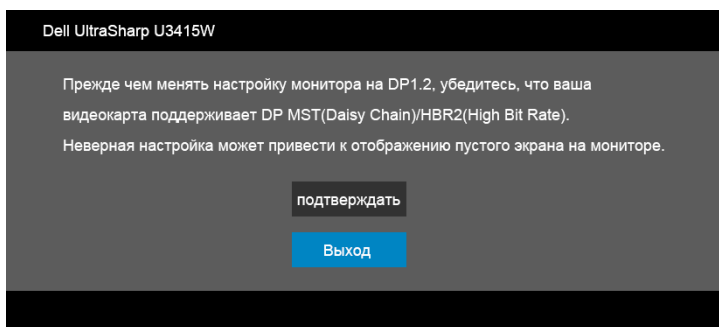 Dell UltraSharp U3415W
Прежде чем менять настройку монитора на DP1.2, убедитесь, что ваша
видеокарта поддерживает DP MST(Daisy Chain)/HBR2(High Bit Rate).
Неверная настройка может привести к отображению пустого экрана на мониторе.
подтверждать
Выход